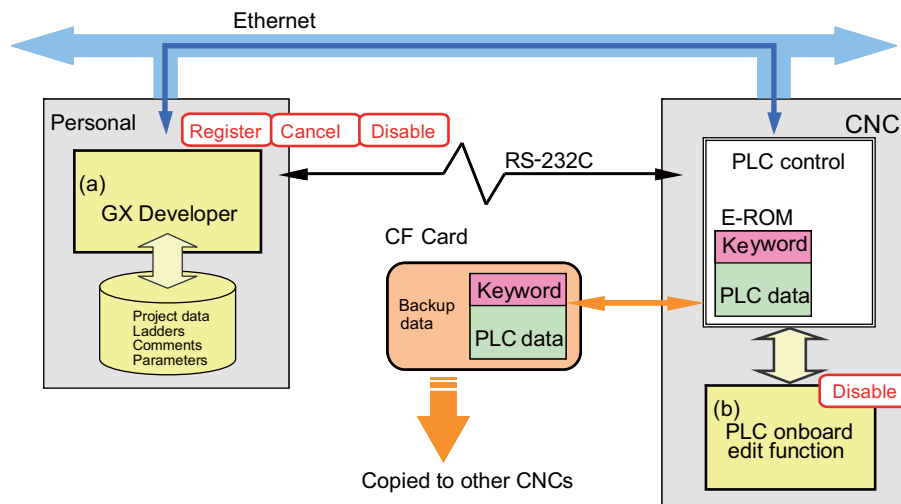 Ethernet
Personal
Register
Cancel
Disable
CNC
(a)
GX Developer
RS-232C
PLC control
E-ROM
Keyword
PLC data
CF Card
Backup
data
Keyword
PLC data
Project data
Ladders
Comments
Parameters
Disable
(b)
PLC onboard
edit function
Copied to other CNCs